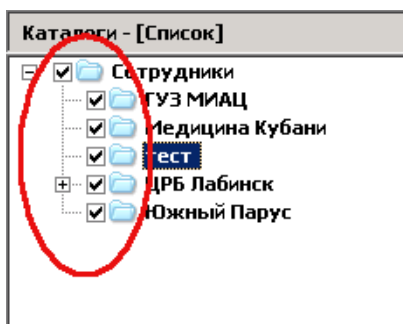 Каталоги - [Список]
Сотрудники
ГУЗ МИАЦ
Медицина Кубани
тест
ЦРБ Лабинск
Южный Парус